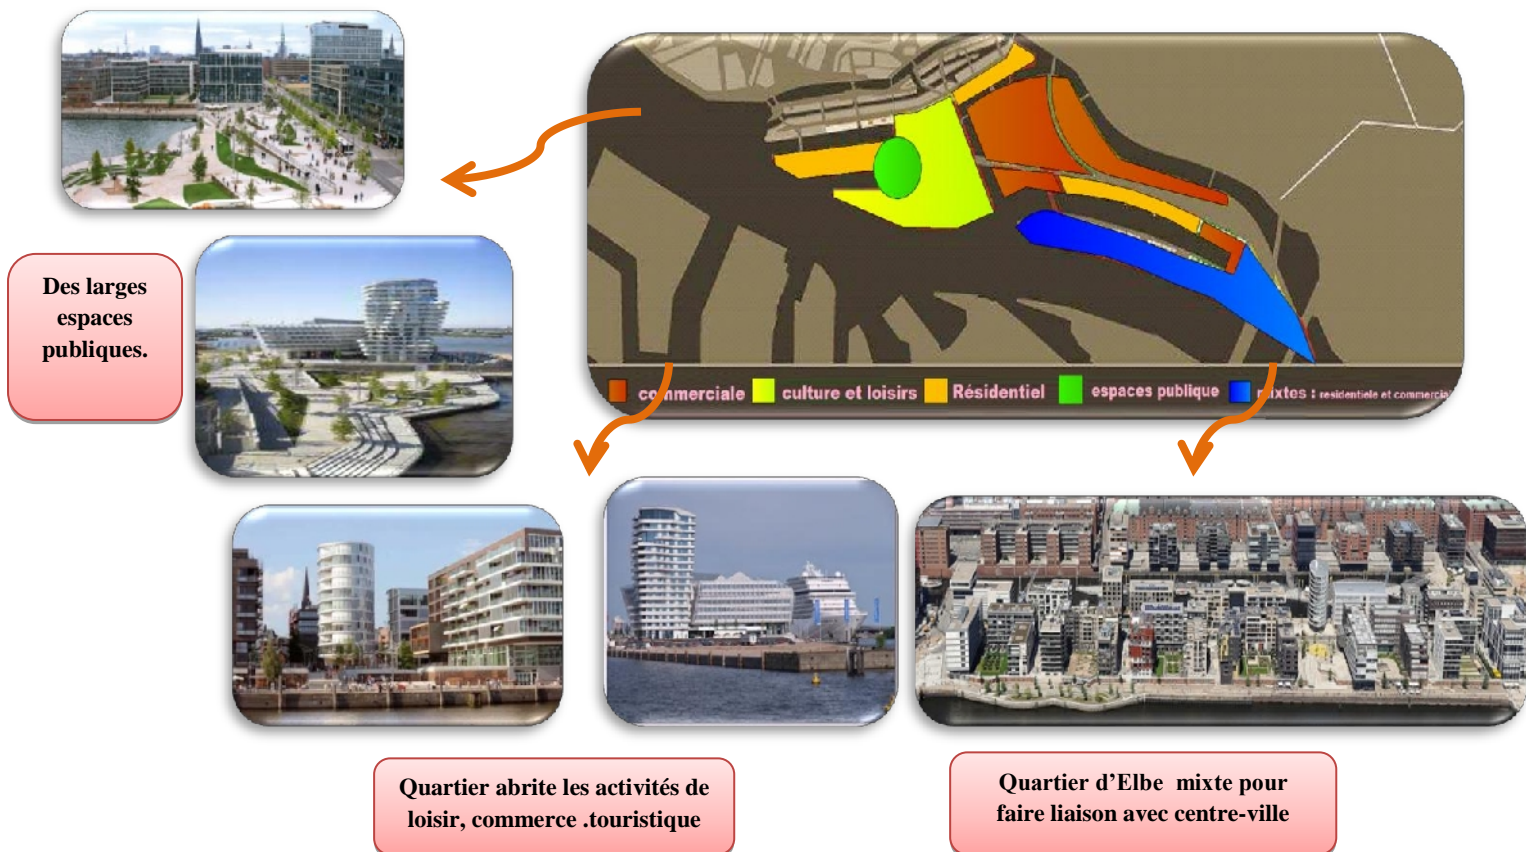 Des larges
espaces
publiques.
commerciale culture et loisirs Résidentiel espaces publique mixtes : residentiele et commercia
Quartier abrite les activités de
loisir, commerce .touristique
Quartier d’Elbe mixte pour
faire liaison avec centre-ville